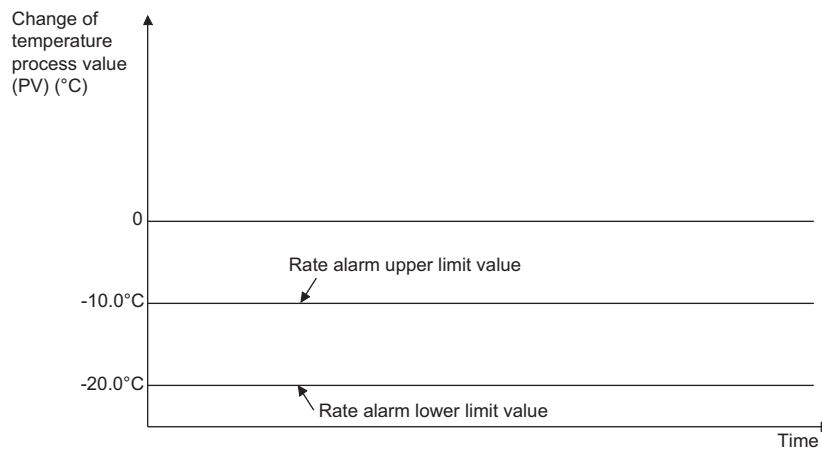 Change of
temperature
process value
(PV) (°C)
0
Rate alarm upper limit value
-10.0°C
-20.0°C
Rate alarm lower limit value
Time